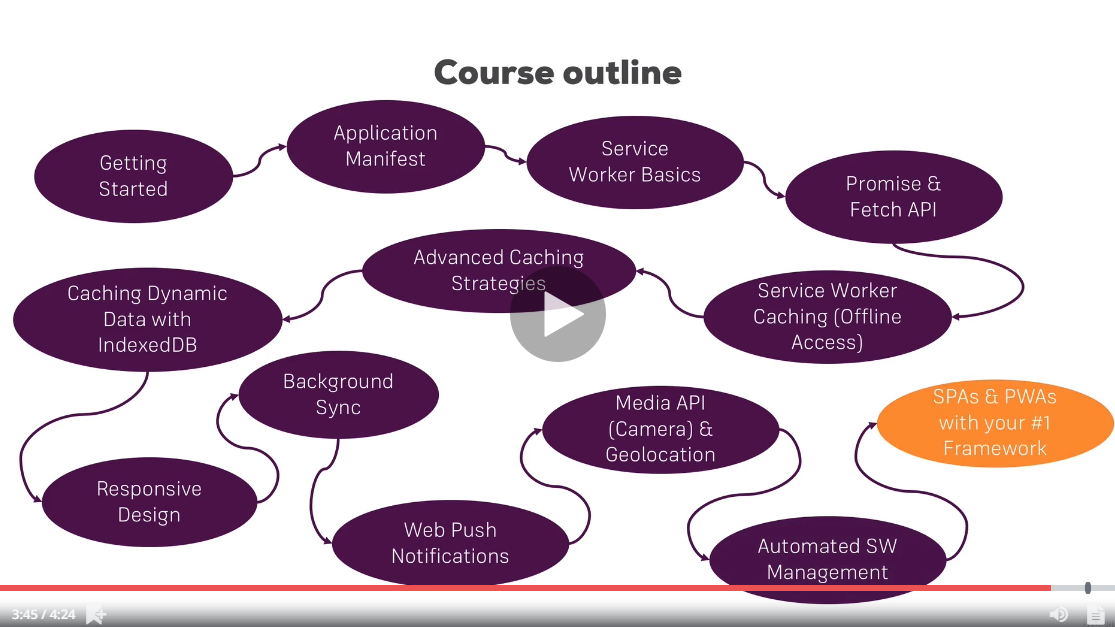 Course outline
Getting
Started
Application
Manifest
Service
Worker Basics
Promise &
Fetch API
Service Worker
Caching (Offline
Access)
Advanced Caching
Strategies
Caching Dynamic
Data with
IndexedDB
Responsive
Design
Background
Sync
Web Push
Notifications
Media API
(Camera) &
Geolocation
Automated SW
Management
SPAs & PWAs
with your #1
Framework
3:45 / 4:24